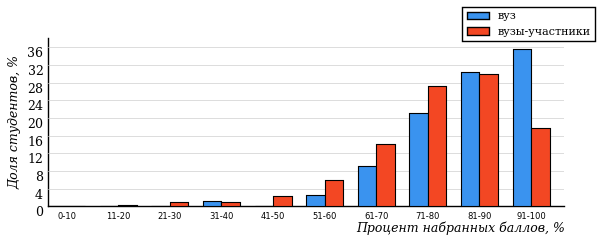 вуз
вузы-участники
Доля студентов, %
36
32
28
24
20
16
12
8
4
0
0-10 11-20 21-30 31-40 41-50 51-60 61-70 71-80 81-90 91-100
Процент набранных баллов, %